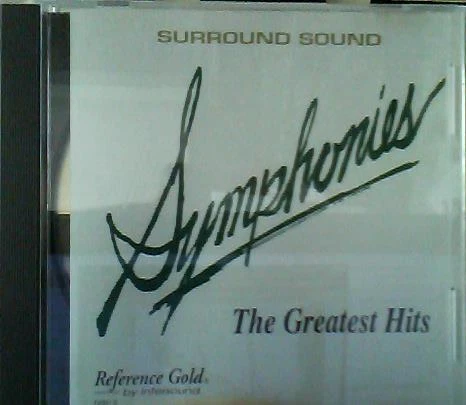 SURROUND SOUND
Symphonies
The Greatest Hits
Reference Gold®
by intersound